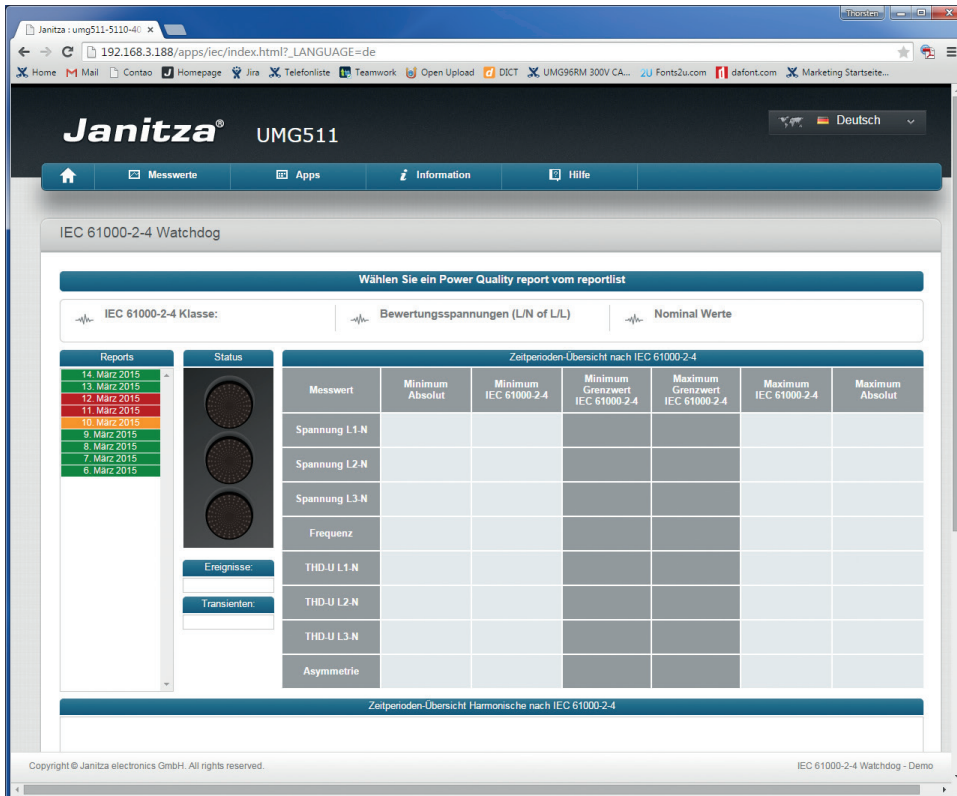 Thorsten
Janitza : umg511-5110-40
192.168.3.188/apps/iec/index.html?_LANGUAGE=de
Home Mail Contao Homepage Jira Telefonliste Teamwork Open Upload DICT UMG96RM 300V CA... Fonts2u.com dafont.com Marketing Startseite...
Janitza® UMG511
Deutsch
Messwerte Apps Information Hilfe
IEC 61000-2-4 Watchdog
Wählen Sie ein Power Quality report vom reportlist
IEC 61000-2-4 Klasse: Bewertungsspannungen (L/N of L/L) Nominal Werte
Reports Status Zeitperioden-Übersicht nach IEC 61000-2-4
14. März 2015
13. März 2015
12. März 2015
11. März 2015
10. März 2015
9. März 2015
8. März 2015
7. März 2015
6. März 2015
Ereignisse:
Transienten:
Messwert
Minimum
Absolut
Minimum
IEC 61000-2-4
Minimum
Grenzwert
IEC 61000-2-4
Maximum
Grenzwert
IEC 61000-2-4
Maximum
IEC 61000-2-4
Maximum
Absolut
Spannung L1-N
Spannung L2-N
Spannung L3-N
Frequenz
THD-U L1-N
THD-U L2-N
THD-U L3-N
Asymmetrie
Zeitperioden-Übersicht Harmonische nach IEC 61000-2-4
Copyright © Janitza electronics GmbH. All rights reserved. IEC 61000-2-4 Watchdog - Demo